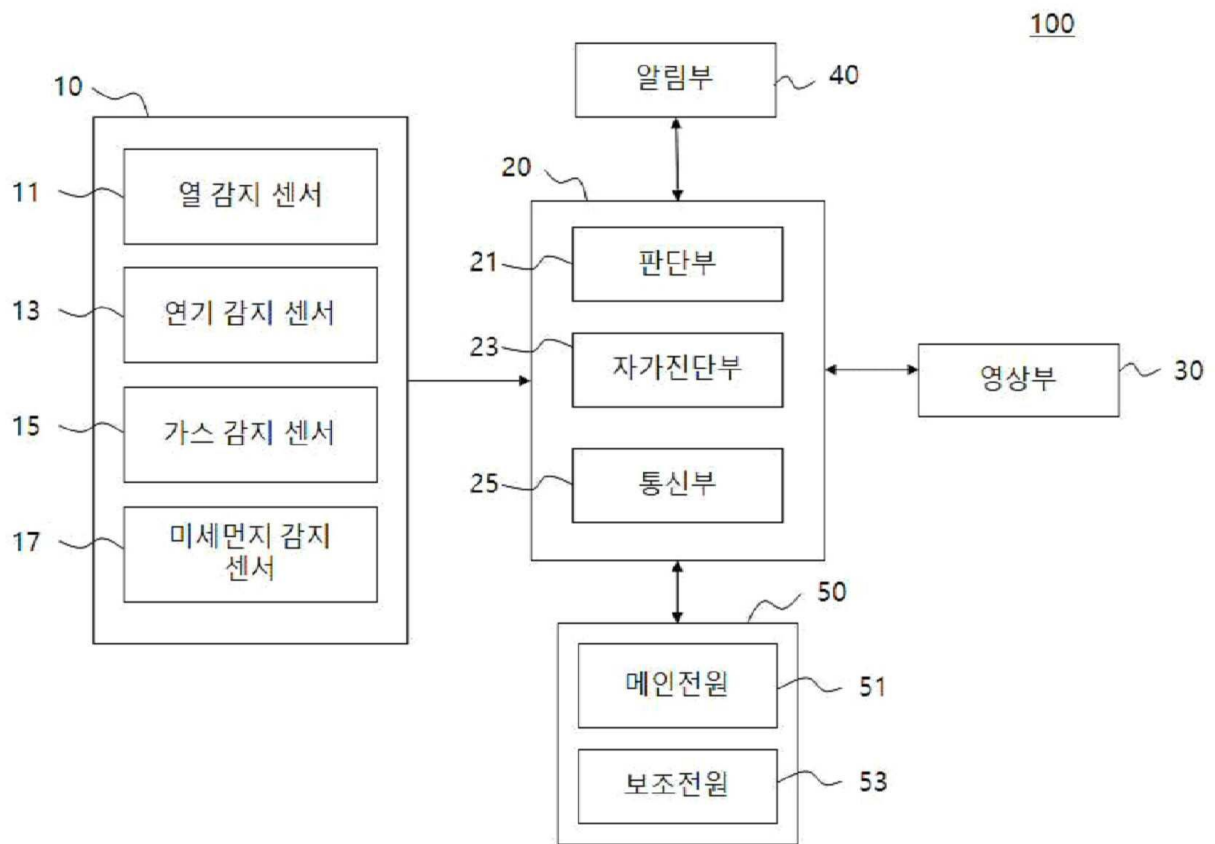 100
10
11
열 감지 센서
13
연기 감지 센서
15
가스 감지 센서
17
미세먼지 감지
센서
알림부
40
20
21
판단부
23
자가진단부
25
통신부
영상부
30
50
메인전원
51
보조전원
53